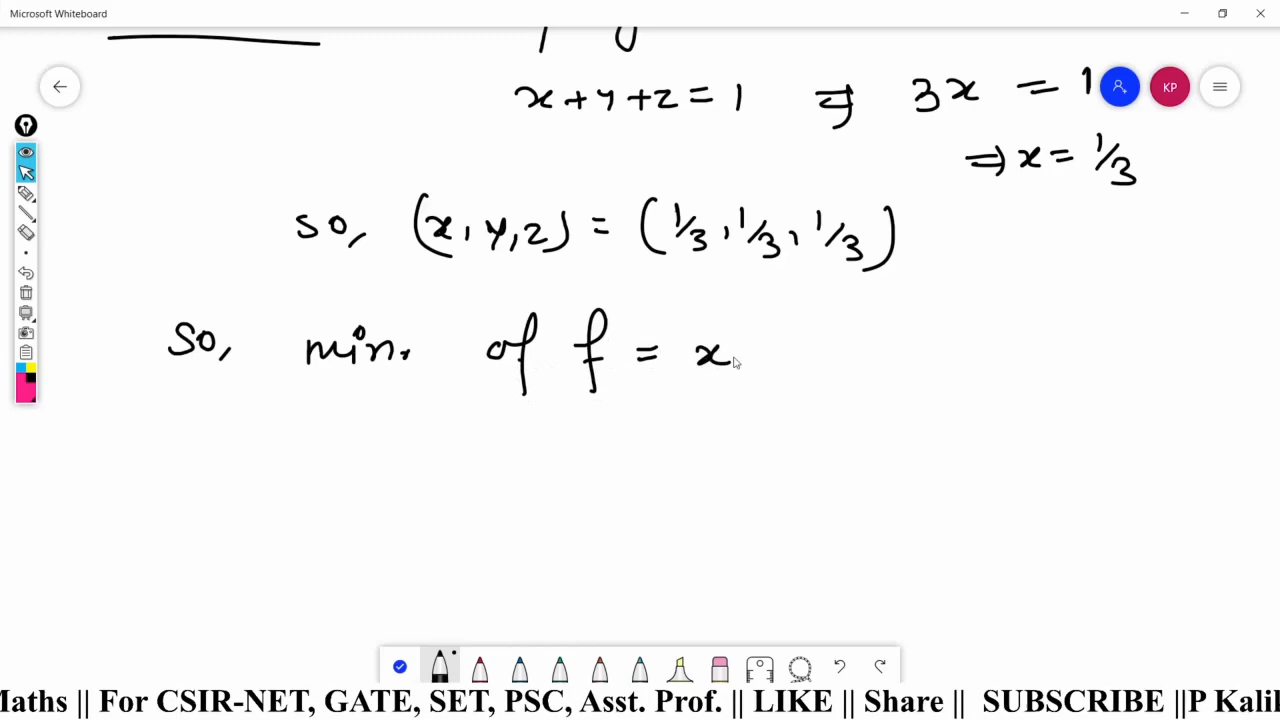 Microsoft Whiteboard
x+y+z=1 ⇒ 3x = 1
KP
⇒ x = 1/3
so, (x, y, z) = (1/3, 1/3, 1/3)
So, min. of f = x
Maths || For CSIR-NET, GATE, SET, PSC, Asst. Prof. || LIKE || Share || SUBSCRIBE ||P Kalil